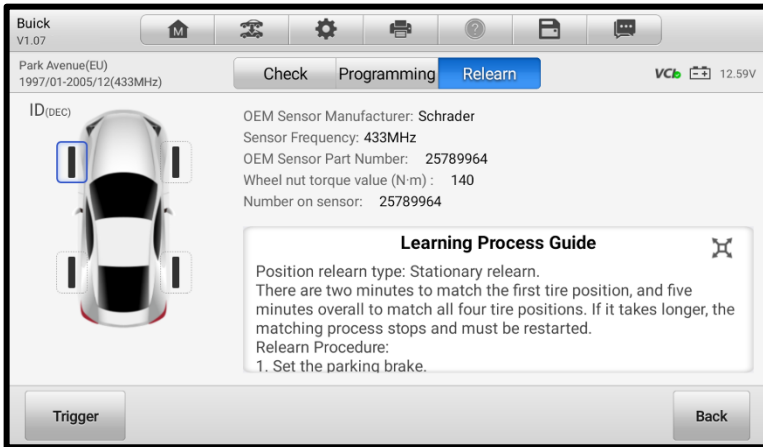 Buick
V1.07
M
Park Avenue(EU)
1997/01-2005/12(433MHz)
Check Programming Relearn
VCI 12.59V
ID(DEC)
OEM Sensor Manufacturer: Schrader
Sensor Frequency: 433MHz
OEM Sensor Part Number: 25789964
Wheel nut torque value (N·m) : 140
Number on sensor: 25789964
Learning Process Guide
Position relearn type: Stationary relearn.
There are two minutes to match the first tire position, and five
minutes overall to match all four tire positions. If it takes longer, the
matching process stops and must be restarted.
Relearn Procedure:
1. Set the parking brake.
Trigger
Back